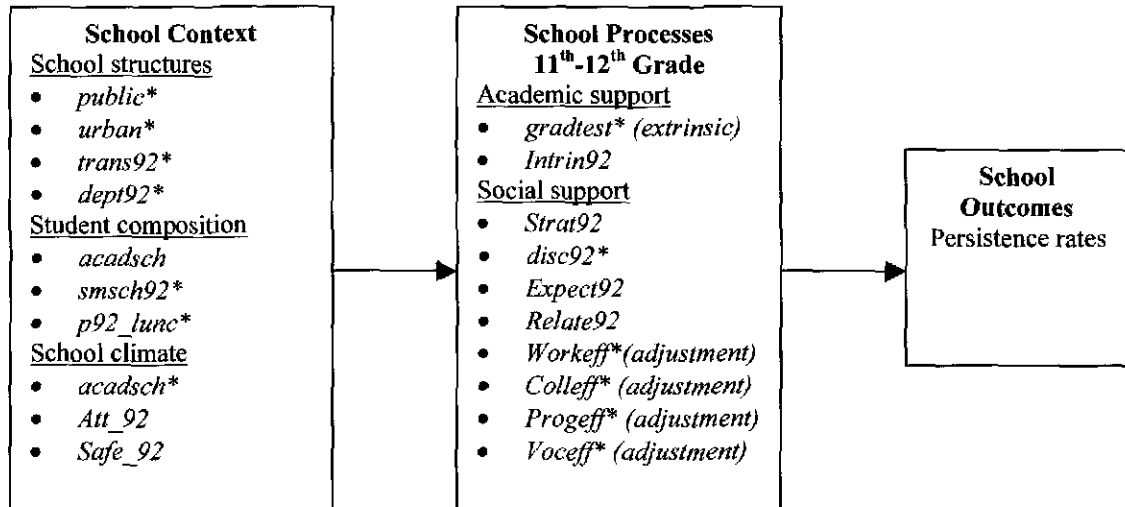 School Context
School structures
• public*
• urban*
• trans92*
• dept92*
Student composition
• acadsch
• smsch92*
• p92_lunc*
School climate
• acadsch*
• Att_92
• Safe_92
School Processes
11th-12th Grade
Academic support
• gradtest* (extrinsic)
• Intrin92
Social support
• Strat92
• disc92*
• Expect92
• Relate92
• Workeff*(adjustment)
• Colleff* (adjustment)
• Progeff* (adjustment)
• Voceff* (adjustment)
School
Outcomes
Persistence rates